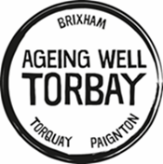 BRIXHAM
AGEING WELL
TORBAY
TORQUAY PAIGNTON